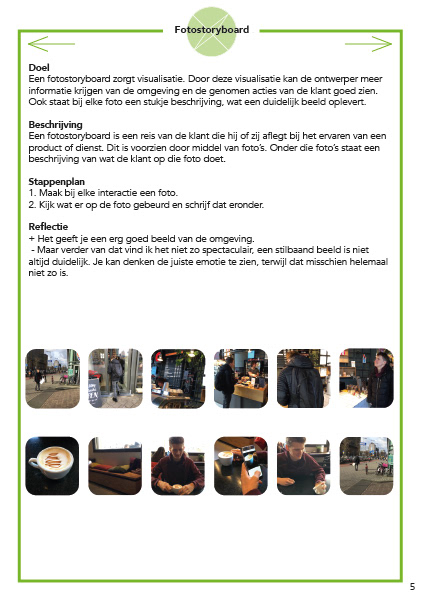 Fotostoryboard
Doel
Een fotostoryboard zorgt visualisatie. Door deze visualisatie kan de ontwerper meer
informatie krijgen van de omgeving en de genomen acties van de klant goed zien.
Ook staat bij elke foto een stukje beschrijving, wat een duidelijk beeld oplevert.
Beschrijving
Een fotostoryboard is een reis van de klant die hij of zij aflegt bij het ervaren van een
product of dienst. Dit is voorzien door middel van foto's. Onder die foto's staat een
beschrijving van wat de klant op die foto doet.
Stappenplan
1. Maak bij elke interactie een foto.
2. Kijk wat er op de foto gebeurd en schrijf dat eronder.
Reflectie
+ Het geeft je een erg goed beeld van de omgeving.
- Maar verder van dat vind ik het niet zo spectaculair, een stilbaand beeld is niet
altijd duidelijk. Je kan denken de juiste emotie te zien, terwijl dat misschien helemaal
niet zo is.
5